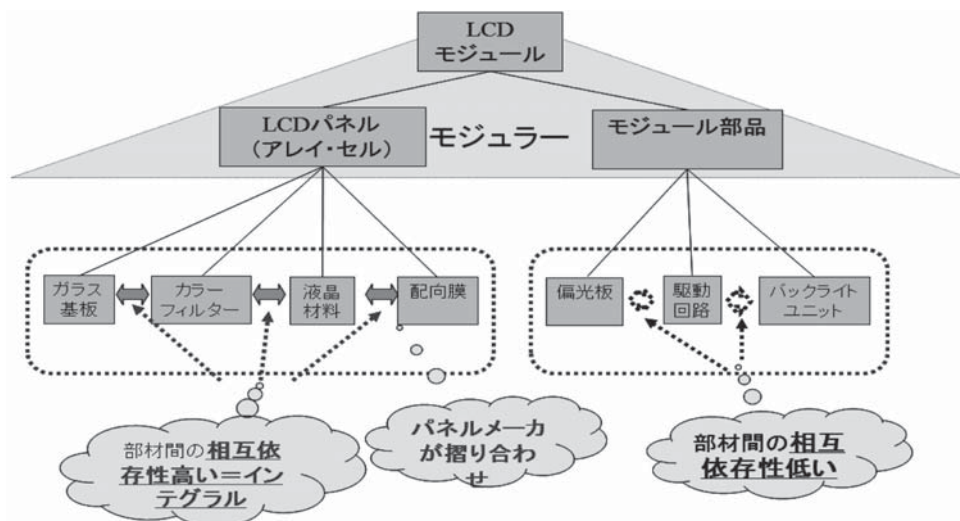 LCD
モジュール
LCDパネル
（アレイ・セル）
モジュラー
モジュール部品
ガラス
基板
カラー
フィルター
液晶
材料
配向膜
偏光板
駆動
回路
バックライト
ユニット
部材間の相互依
存性高い＝イン
テグラル
パネルメーカ
が摺り合わ
せ
部材間の相互
依存性低い